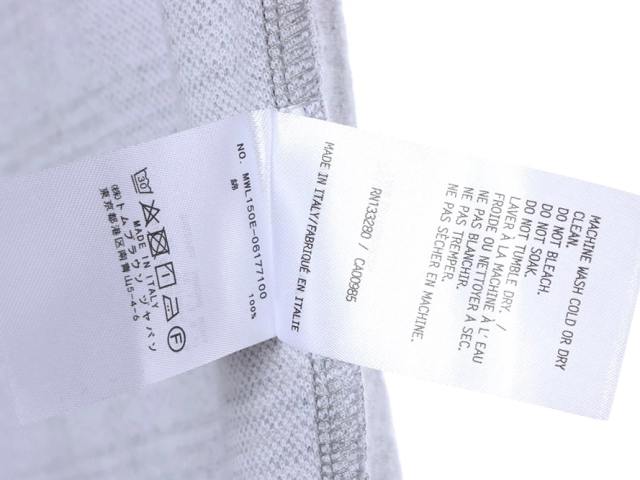 NO. MWL150E-06177100
綿 100%
30
F
MADE IN ITALY
㈱トムブラウン ジャパン
東京都港区南青山5-4-6
MACHINE WASH COLD OR DRY
CLEAN.
DO NOT BLEACH.
DO NOT SOAK.
DO NOT TUMBLE DRY. /
LAVER À LA MACHINE À L'EAU
FROIDE OU NETTOYER À SEC.
NE PAS BLANCHIR.
NE PAS TREMPER.
NE PAS SÉCHER EN MACHINE.
RN133280 / CA00985
MADE IN ITALY/FABRIQUÉ EN ITALIE